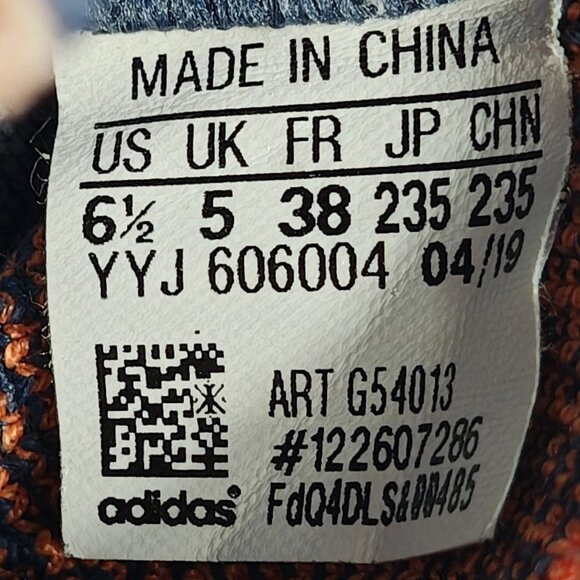 MADE IN CHINA
US UK FR JP CHN
6½ 5 38 235 235
YYJ 606004 04/19
ART G54013
#122607286
adidas®